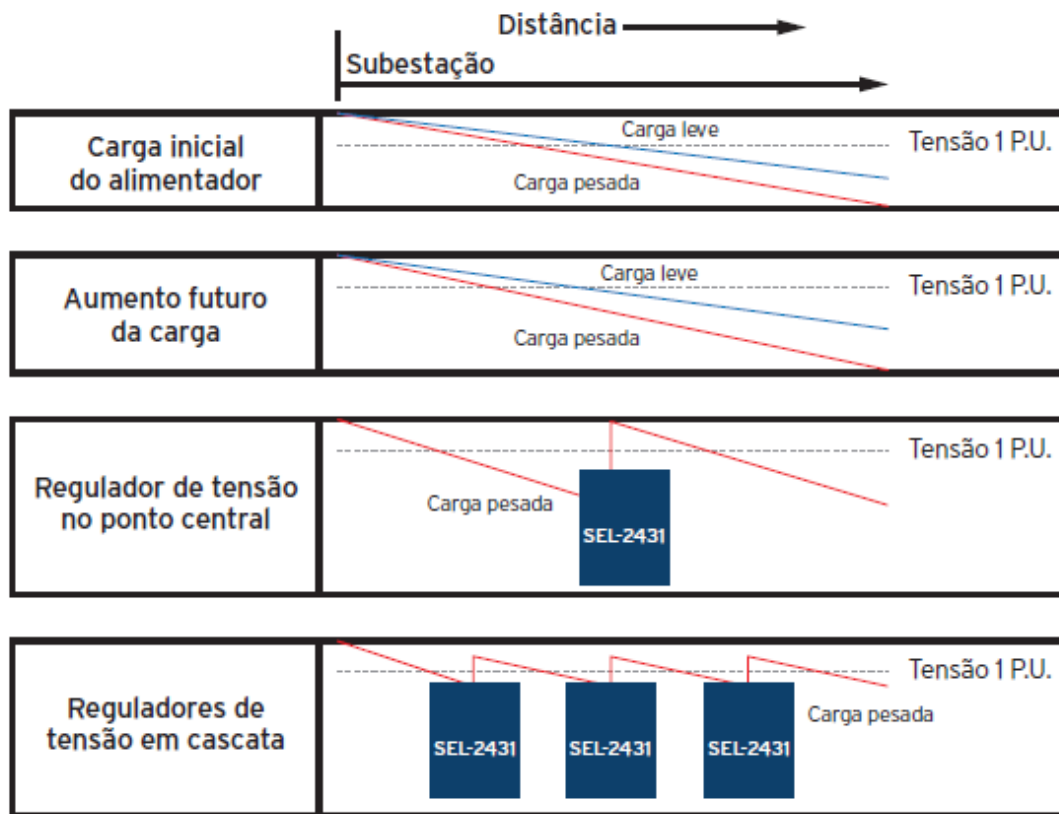 Distância
Subestação
Carga inicial
do alimentador
Carga leve
Carga pesada
Tensão 1 P.U.
Aumento futuro
da carga
Carga leve
Carga pesada
Tensão 1 P.U.
Regulador de tensão
no ponto central
Carga pesada
SEL-2431
Tensão 1 P.U.
Reguladores de
tensão em cascata
SEL-2431
SEL-2431
SEL-2431
Tensão 1 P.U.
Carga pesada